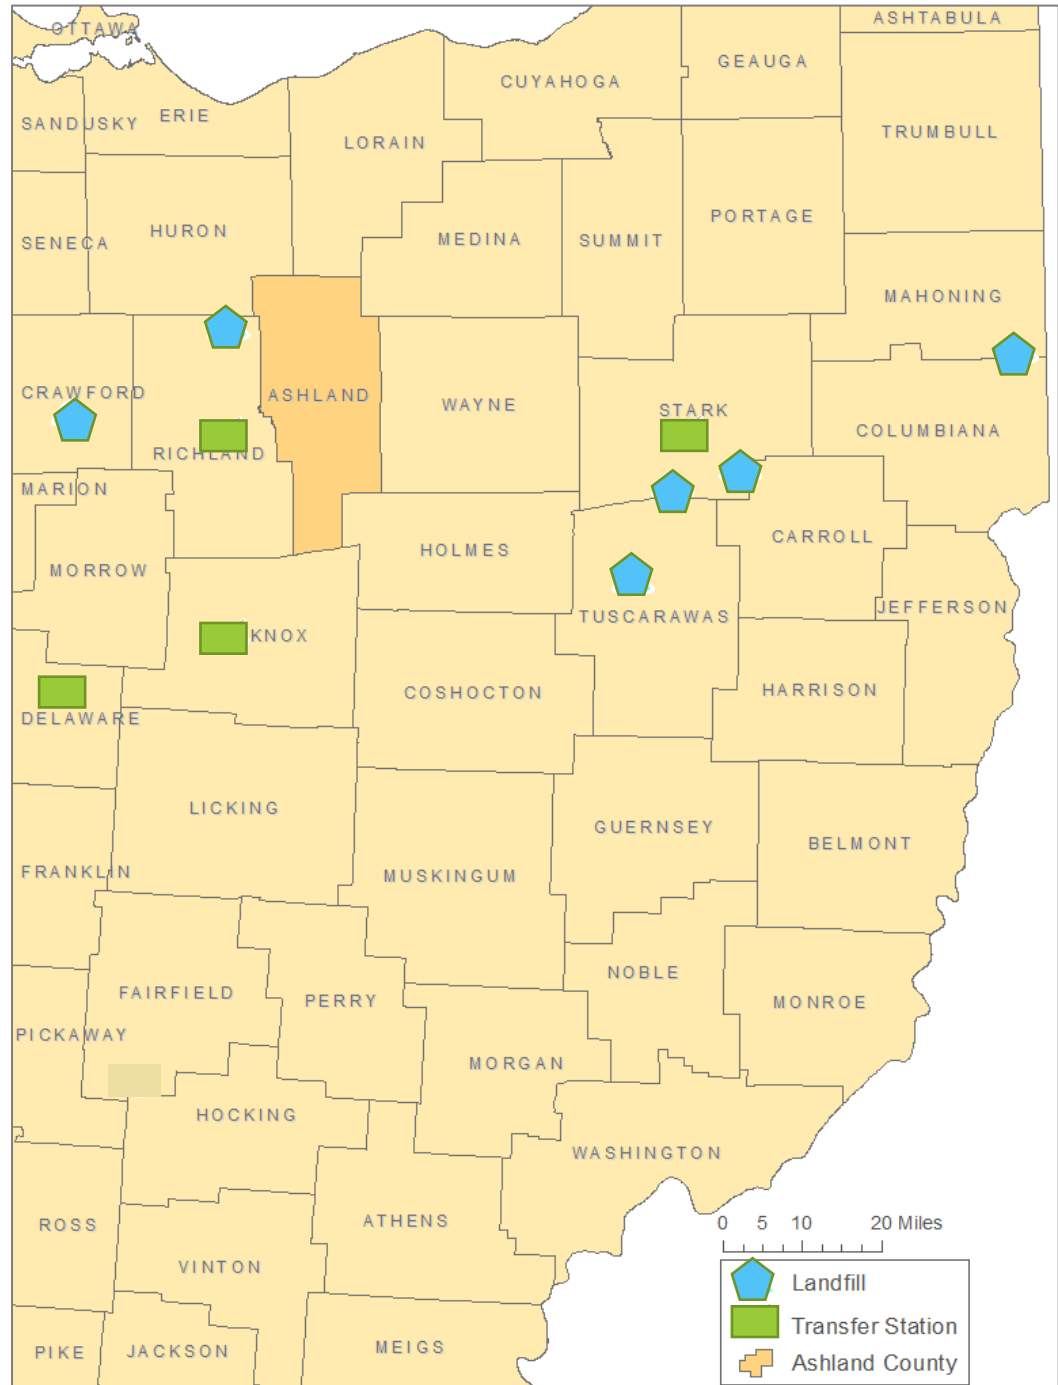 OTTAWA
ASHTABULA
GEAUGA
CUYAHOGA
SANDUSKY
ERIE
LORAIN
TRUMBULL
SENECA
HURON
MEDINA
SUMMIT
PORTAGE
MAHONING
CRAWFORD
ASHLAND
WAYNE
STARK
COLUMBIANA
RICHLAND
MARION
MORROW
HOLMES
CARROLL
JEFFERSON
TUSCARAWAS
KNOX
COSHOCTON
HARRISON
DELAWARE
LICKING
GUERNSEY
BELMONT
FRANKLIN
MUSKINGUM
FAIRFIELD
PERRY
NOBLE
MONROE
PICKAWAY
MORGAN
HOCKING
WASHINGTON
ROSS
ATHENS
VINTON
PIKE
JACKSON
MEIGS
0 5 10 20 Miles
Landfill
Transfer Station
Ashland County